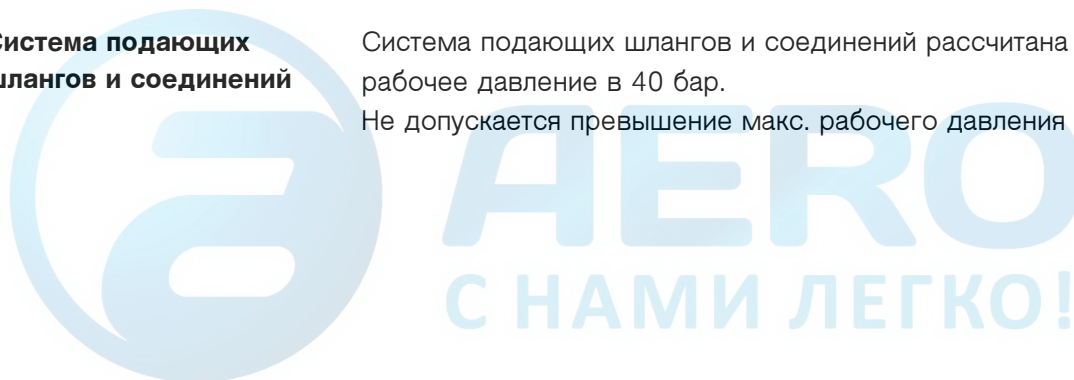 Система подающих
шлангов и соединений
Система подающих шлангов и соединений рассчитана
рабочее давление в 40 бар.
Не допускается превышение макс. рабочего давления
AERO
С НАМИ ЛЕГКО!